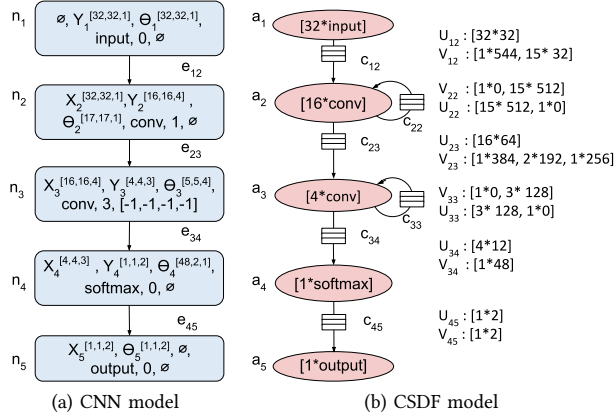 n1
∅, Y1[32,32,1], Θ1[32,32,1],
input, 0, ∅
e12
n2
X2[32,32,1],Y2[16,16,4] ,
Θ2[17,17,1], conv, 1, ∅
e23
n3
X3[16,16,4], Y3[4,4,3], Θ3[5,5,4],
conv, 3, [-1,-1,-1,-1]
e34
n4
X4[4,4,3] , Y4[1,1,2], Θ4[48,2,1],
softmax, 0, ∅
e45
n5
X5[1,1,2], Θ5[1,1,2], ∅,
output, 0, ∅
(a) CNN model
a1
[32*input]
c12
a2
[16*conv]
c22
c23
a3
[4*conv]
c33
c34
a4
[1*softmax]
c45
a5
[1*output]
U12 : [32*32]
V12 : [1*544, 15* 32]
V22 : [1*0, 15* 512]
U22 : [15* 512, 1*0]
U23 : [16*64]
V23 : [1*384, 2*192, 1*256]
V33 : [1*0, 3* 128]
U33 : [3* 128, 1*0]
U34 : [4*12]
V34 : [1*48]
U45 : [1*2]
V45 : [1*2]
(b) CSDF model